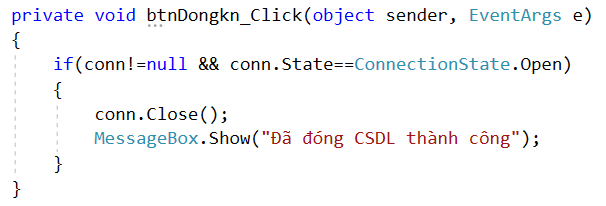 private void btnDongkn_Click(object sender, EventArgs e)
{
if(conn!=null && conn.State==ConnectionState.Open)
{
conn.Close();
MessageBox.Show("Đã đóng CSDL thành công");
}
}